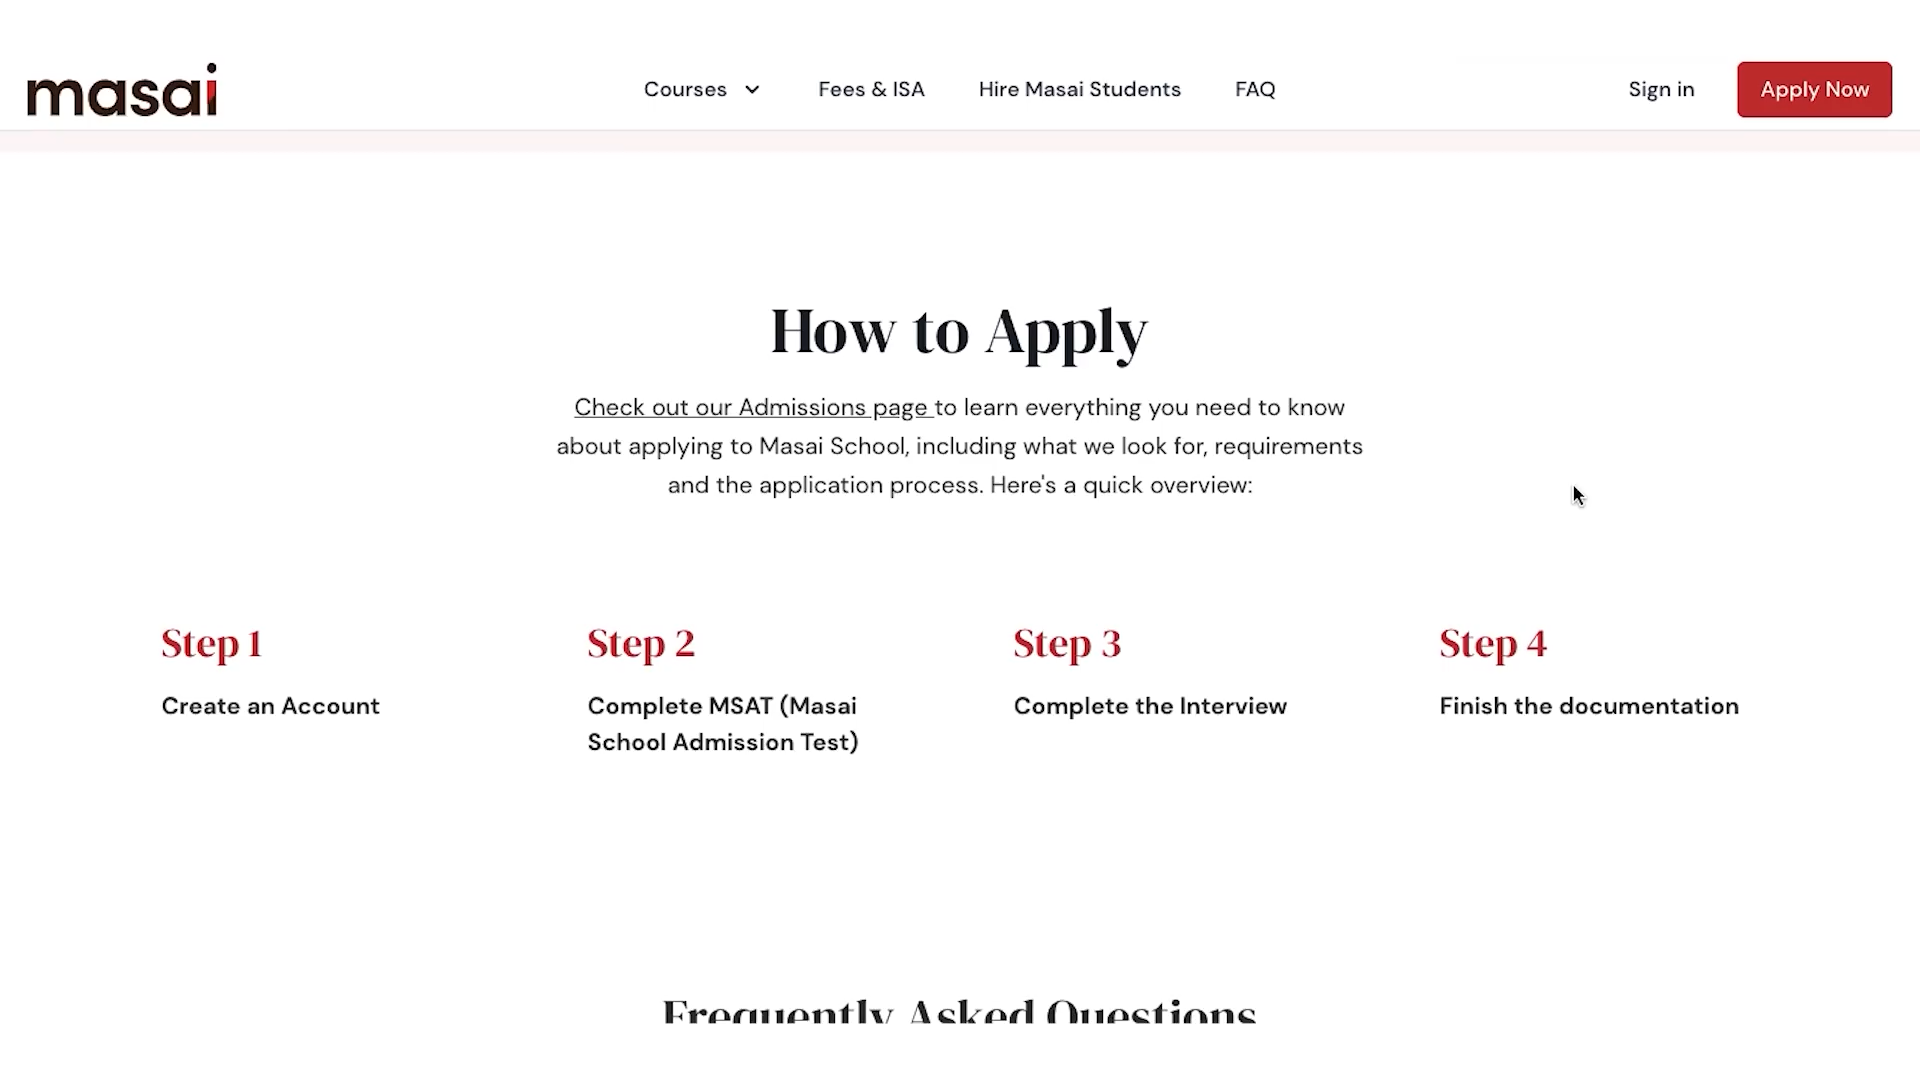 masai
Courses
Fees & ISA
Hire Masai Students
FAQ
Sign in
Apply Now
How to Apply
Check out our Admissions page to learn everything you need to know
about applying to Masai School, including what we look for, requirements
and the application process. Here's a quick overview:
Step 1
Create an Account
Step 2
Complete MSAT (Masai
School Admission Test)
Step 3
Complete the Interview
Step 4
Finish the documentation
Frequently Asked Questions